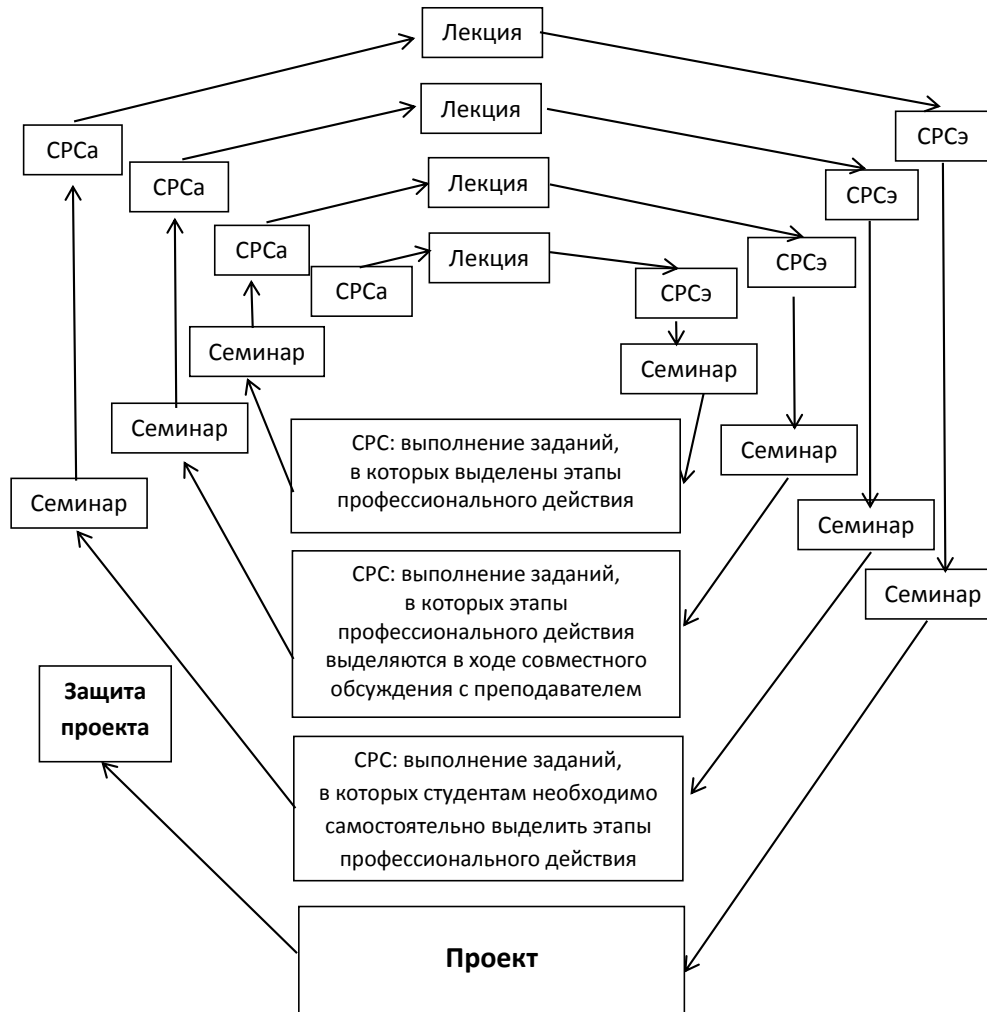 Лекция
Лекция
СРСа
СРСэ
СРСа
Лекция
СРСэ
СРСа
Лекция
СРСэ
СРСа
СРСэ
Семинар
Семинар
Семинар
СРС: выполнение заданий,
в которых выделены этапы
профессионального действия
Семинар
Семинар
Семинар
СРС: выполнение заданий,
в которых этапы
профессионального действия
выделяются в ходе совместного
обсуждения с преподавателем
Семинар
Защита
проекта
СРС: выполнение заданий,
в которых студентам необходимо
самостоятельно выделить этапы
профессионального действия
Проект